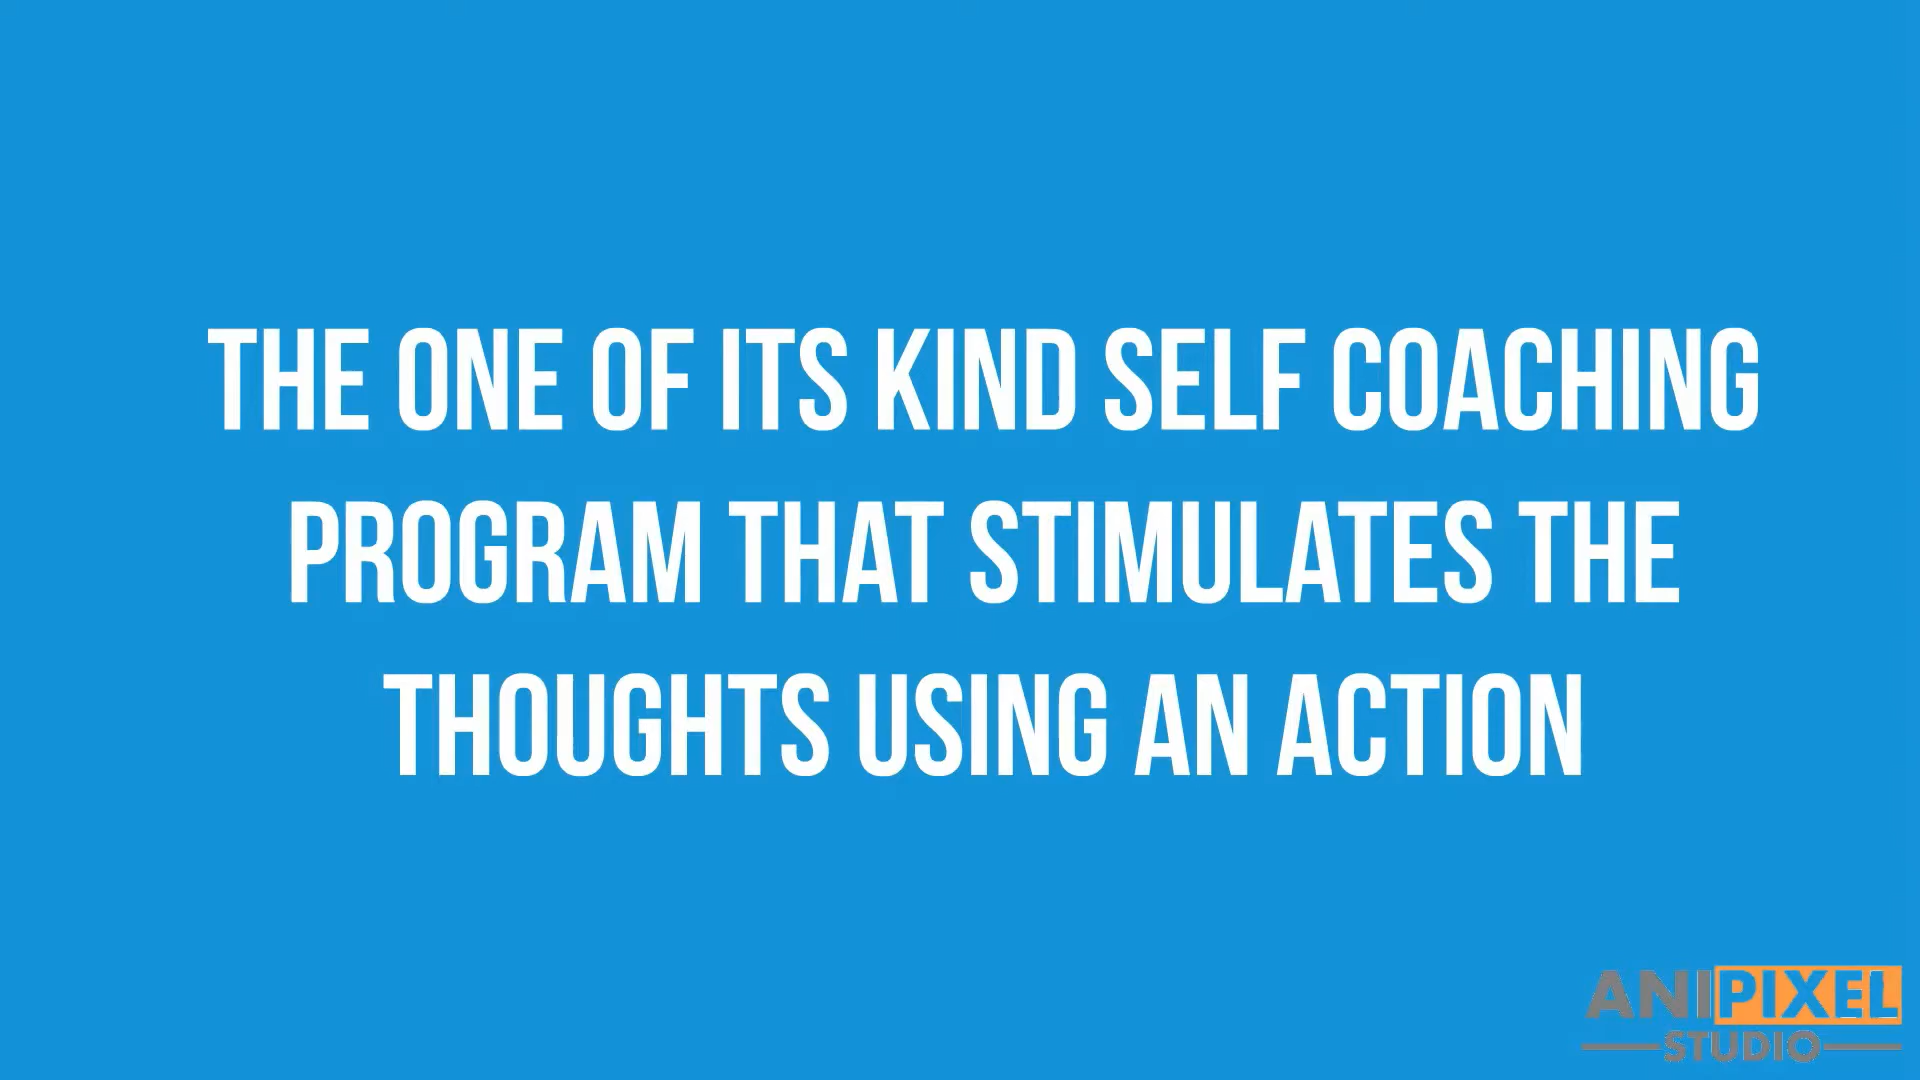 THE ONE OF ITS KIND SELF COACHING
PROGRAM THAT STIMULATES THE
THOUGHTS USING AN ACTION
ANIPIXEL
STUDIO